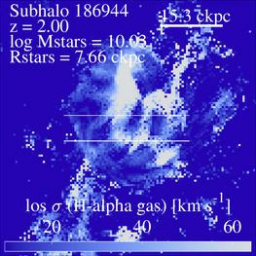 Subhalo 186944
15.3 ckpc
z = 2.00
log Mstars = 10.03
Rstars = 7.66 ckpc
los σ (H-alpha gas) [km s⁻¹]
20 40 60